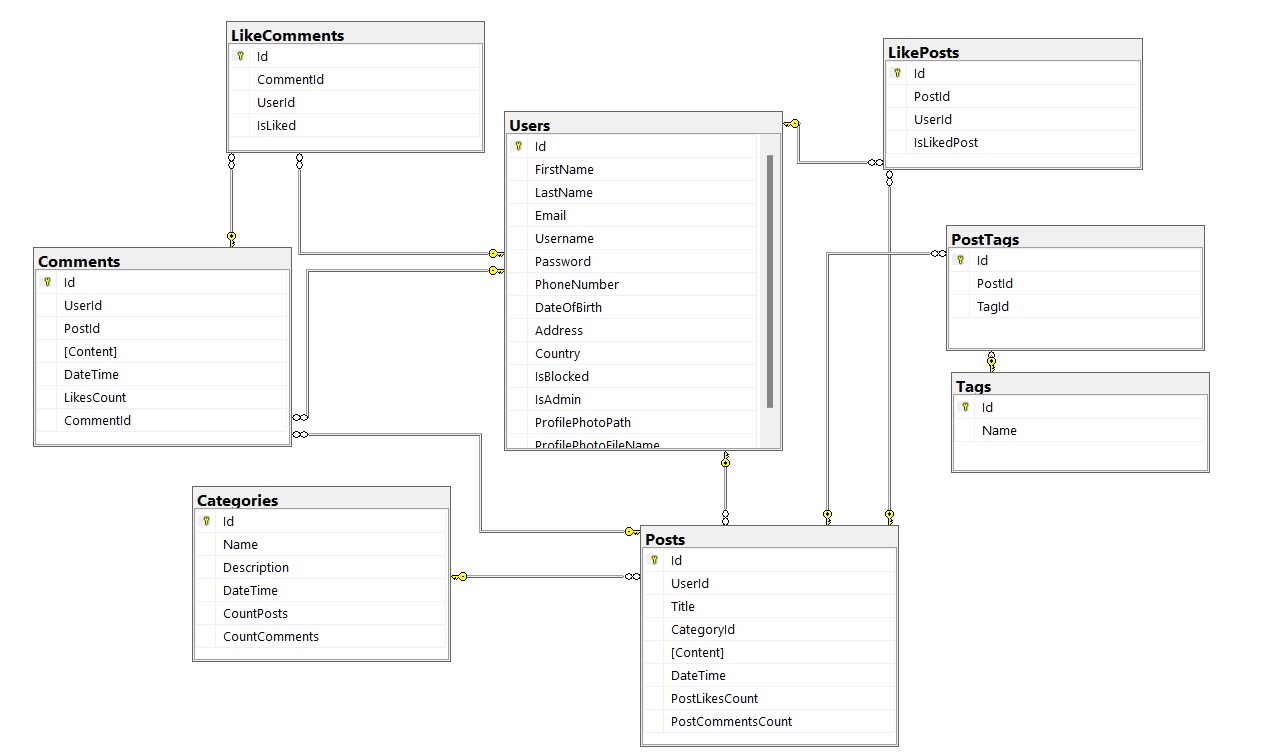 LikeComments
Id
CommentId
UserId
IsLiked
LikePosts
Id
PostId
UserId
IsLikedPost
Users
Id
FirstName
LastName
Email
Username
Password
PhoneNumber
DateOfBirth
Address
Country
IsBlocked
IsAdmin
ProfilePhotoPath
ProfilePhotoFileName
PostTags
Id
PostId
TagId
Comments
Id
UserId
PostId
[Content]
DateTime
LikesCount
CommentId
Tags
Id
Name
Categories
Id
Name
Description
DateTime
CountPosts
CountComments
Posts
Id
UserId
Title
CategoryId
[Content]
DateTime
PostLikesCount
PostCommentsCount